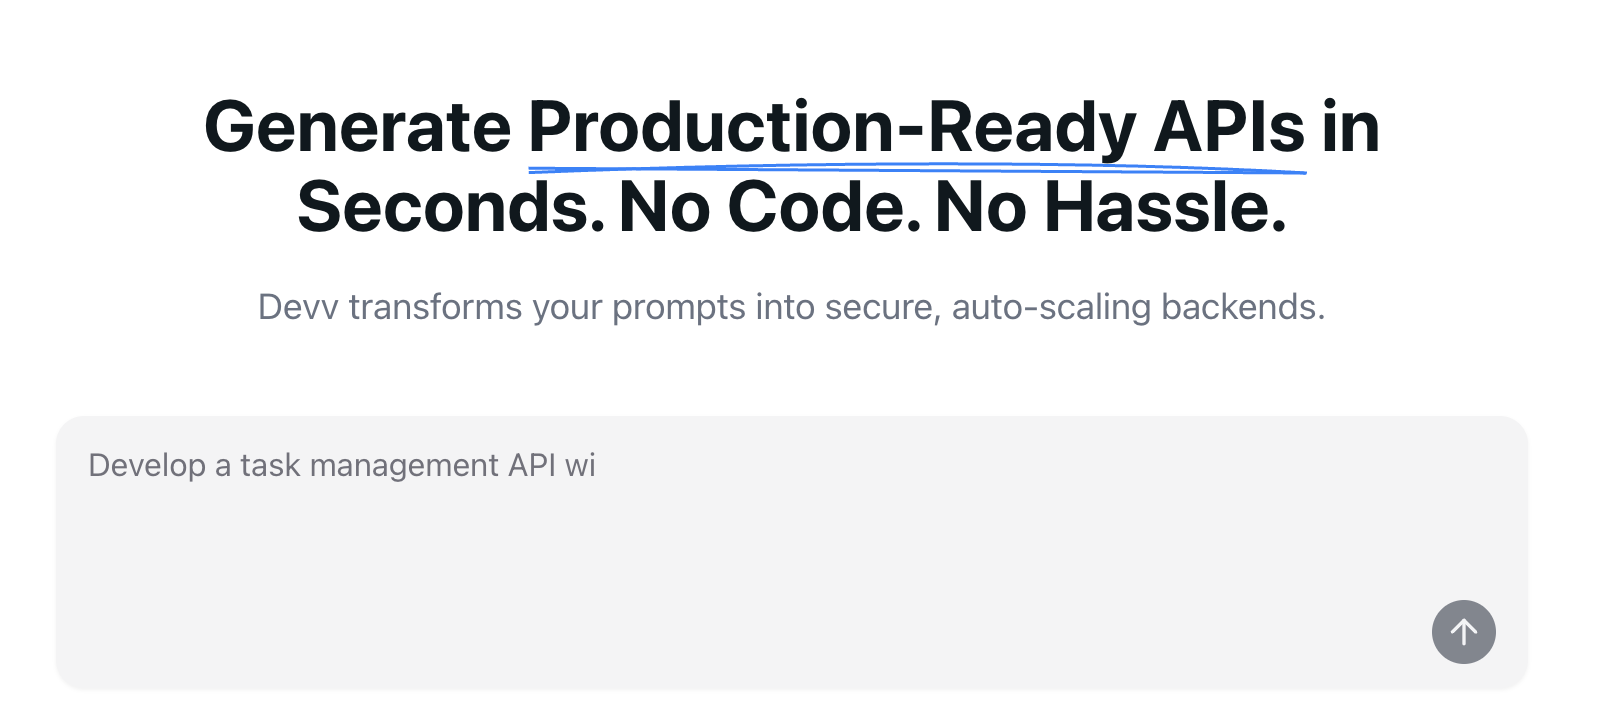 Generate Production-Ready APIs in
Seconds. No Code. No Hassle.
Devv transforms your prompts into secure, auto-scaling backends.
Develop a task management API wi